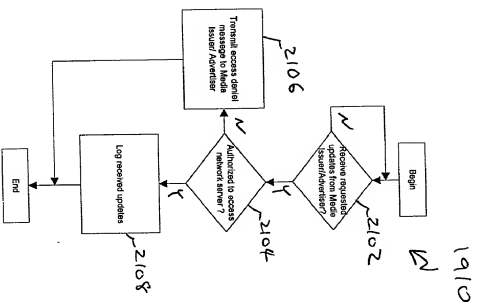 1910
Begin
Receive requested
updates from Media
Issuer/Advertiser?
2102
N
Y
Authorized to access
network server ?
2104
N
Y
Transmit access denial
message to Media
Issuer/ Advertiser
2106
Log received updates
2108
End